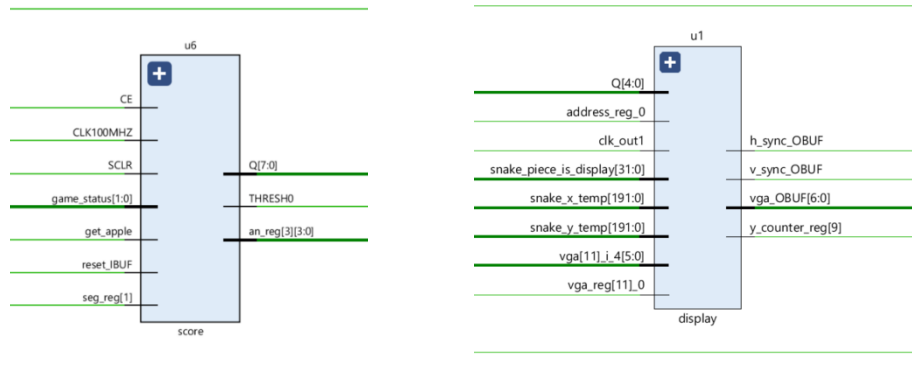 u6
CE
CLK100MHZ
SCLR
game_status[1:0]
get_apple
reset_IBUF
seg_reg[1]
Q[7:0]
THRESH0
an_reg[3][3:0]
score
u1
Q[4:0]
address_reg_0
clk_out1
snake_piece_is_display[31:0]
snake_x_temp[191:0]
snake_y_temp[191:0]
vga[11]_i_4[5:0]
vga_reg[11]_0
h_sync_OBUF
v_sync_OBUF
vga_OBUF[6:0]
y_counter_reg[9]
display